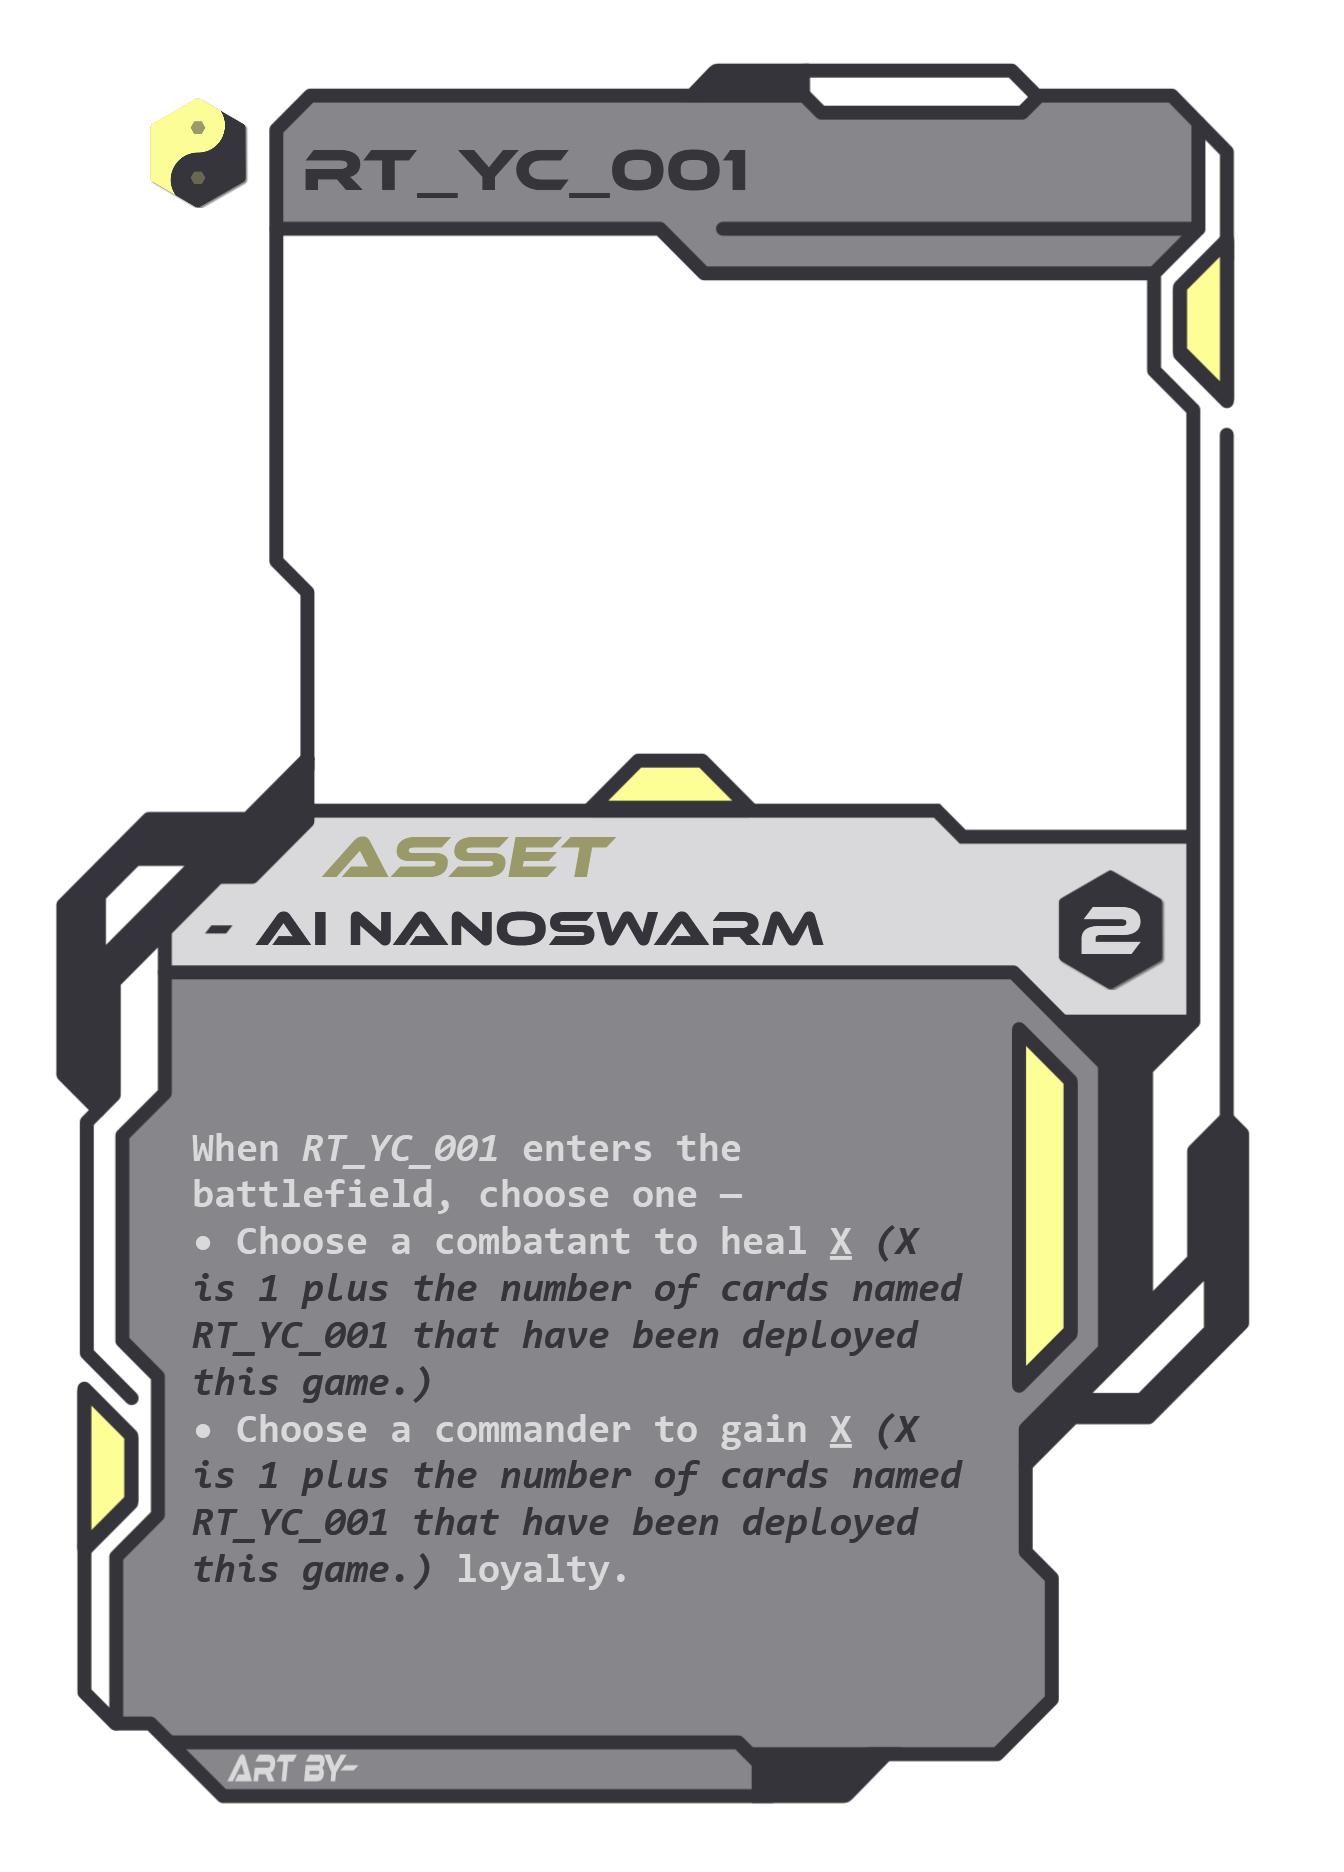 RT_YC_001
ASSET
- AI NANOSWARM
2
When RT_YC_001 enters the
battlefield, choose one —
• Choose a combatant to heal X (X
is 1 plus the number of cards named
RT_YC_001 that have been deployed
this game.)
• Choose a commander to gain X (X
is 1 plus the number of cards named
RT_YC_001 that have been deployed
this game.) loyalty.
ART BY-